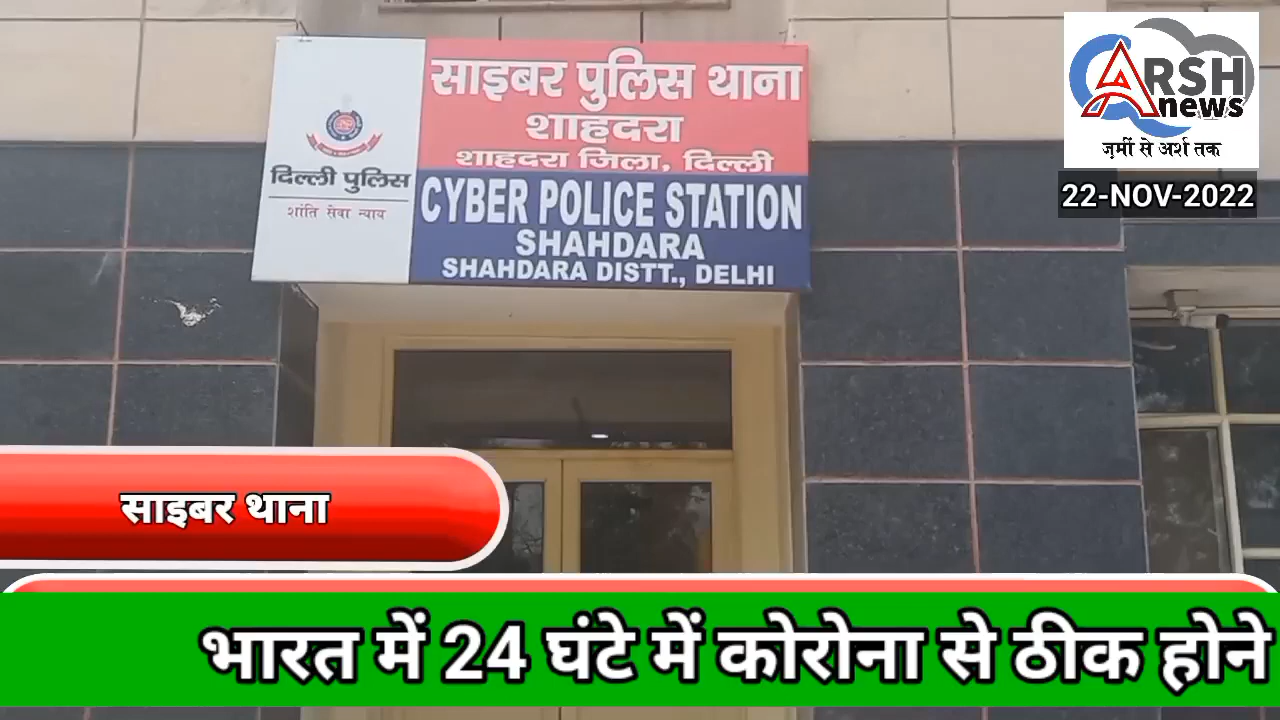 साइबर पुलिस थाना
शाहदरा
शाहदरा जिला, दिल्ली
दिल्ली पुलिस
शांति सेवा न्याय
CYBER POLICE STATION
SHAHDARA
SHAHDARA DISTT., DELHI
ARSH
news
ज़मीं से अर्श तक
22-NOV-2022
साइबर थाना
भारत में 24 घंटे में कोरोना से ठीक होने